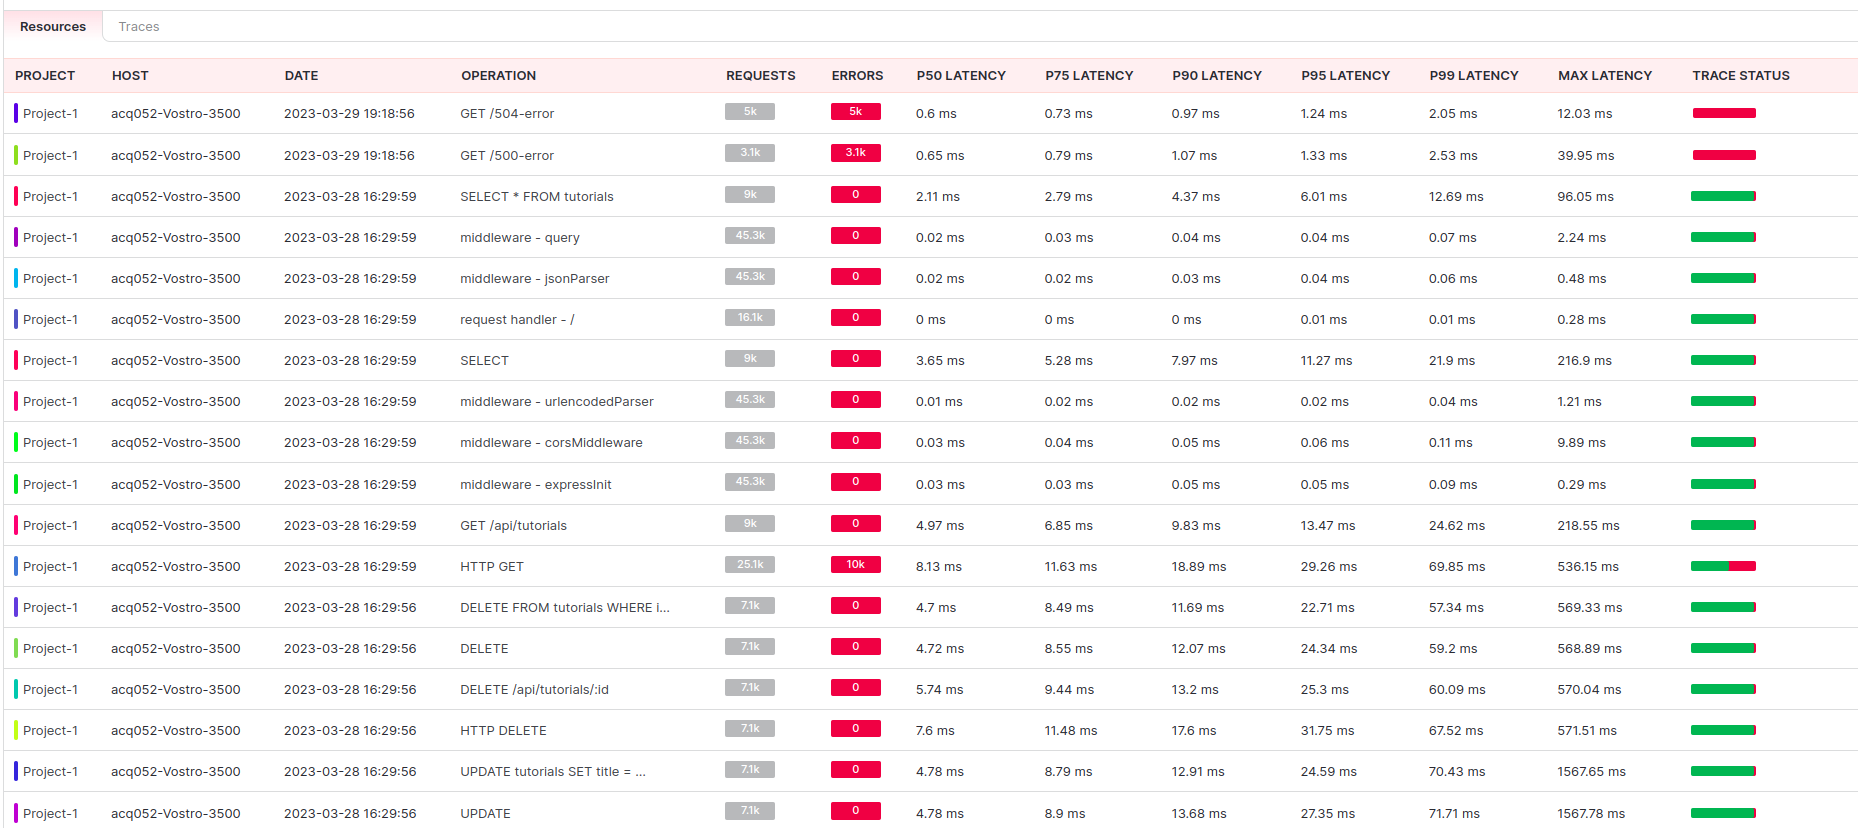 Resources Traces
PROJECT HOST DATE OPERATION REQUESTS ERRORS P50 LATENCY P75 LATENCY P90 LATENCY P95 LATENCY P99 LATENCY MAX LATENCY TRACE STATUS
Project-1 acq052-Vostro-3500 2023-03-29 19:18:56 GET /504-error 5k 5k 0.6 ms 0.73 ms 0.97 ms 1.24 ms 2.05 ms 12.03 ms
Project-1 acq052-Vostro-3500 2023-03-29 19:18:56 GET /500-error 3.1k 3.1k 0.65 ms 0.79 ms 1.07 ms 1.33 ms 2.53 ms 39.95 ms
Project-1 acq052-Vostro-3500 2023-03-28 16:29:59 SELECT * FROM tutorials 9k 0 2.11 ms 2.79 ms 4.37 ms 6.01 ms 12.69 ms 96.05 ms
Project-1 acq052-Vostro-3500 2023-03-28 16:29:59 middleware - query 45.3k 0 0.02 ms 0.03 ms 0.04 ms 0.04 ms 0.07 ms 2.24 ms
Project-1 acq052-Vostro-3500 2023-03-28 16:29:59 middleware - jsonParser 45.3k 0 0.02 ms 0.02 ms 0.03 ms 0.04 ms 0.06 ms 0.48 ms
Project-1 acq052-Vostro-3500 2023-03-28 16:29:59 request handler - / 16.1k 0 0 ms 0 ms 0 ms 0.01 ms 0.01 ms 0.28 ms
Project-1 acq052-Vostro-3500 2023-03-28 16:29:59 SELECT 9k 0 3.65 ms 5.28 ms 7.97 ms 11.27 ms 21.9 ms 216.9 ms
Project-1 acq052-Vostro-3500 2023-03-28 16:29:59 middleware - urlencodedParser 45.3k 0 0.01 ms 0.02 ms 0.02 ms 0.02 ms 0.04 ms 1.21 ms
Project-1 acq052-Vostro-3500 2023-03-28 16:29:59 middleware - corsMiddleware 45.3k 0 0.03 ms 0.04 ms 0.05 ms 0.06 ms 0.11 ms 9.89 ms
Project-1 acq052-Vostro-3500 2023-03-28 16:29:59 middleware - expressInit 45.3k 0 0.03 ms 0.03 ms 0.05 ms 0.05 ms 0.09 ms 0.29 ms
Project-1 acq052-Vostro-3500 2023-03-28 16:29:59 GET /api/tutorials 9k 0 4.97 ms 6.85 ms 9.83 ms 13.47 ms 24.62 ms 218.55 ms
Project-1 acq052-Vostro-3500 2023-03-28 16:29:59 HTTP GET 25.1k 10k 8.13 ms 11.63 ms 18.89 ms 29.26 ms 69.85 ms 536.15 ms
Project-1 acq052-Vostro-3500 2023-03-28 16:29:56 DELETE FROM tutorials WHERE i... 7.1k 0 4.7 ms 8.49 ms 11.69 ms 22.71 ms 57.34 ms 569.33 ms
Project-1 acq052-Vostro-3500 2023-03-28 16:29:56 DELETE 7.1k 0 4.72 ms 8.55 ms 12.07 ms 24.34 ms 59.2 ms 568.89 ms
Project-1 acq052-Vostro-3500 2023-03-28 16:29:56 DELETE /api/tutorials/:id 7.1k 0 5.74 ms 9.44 ms 13.2 ms 25.3 ms 60.09 ms 570.04 ms
Project-1 acq052-Vostro-3500 2023-03-28 16:29:56 HTTP DELETE 7.1k 0 7.6 ms 11.48 ms 17.6 ms 31.75 ms 67.52 ms 571.51 ms
Project-1 acq052-Vostro-3500 2023-03-28 16:29:56 UPDATE tutorials SET title = ... 7.1k 0 4.78 ms 8.79 ms 12.91 ms 24.59 ms 70.43 ms 1567.65 ms
Project-1 acq052-Vostro-3500 2023-03-28 16:29:56 UPDATE 7.1k 0 4.78 ms 8.9 ms 13.68 ms 27.35 ms 71.71 ms 1567.78 ms